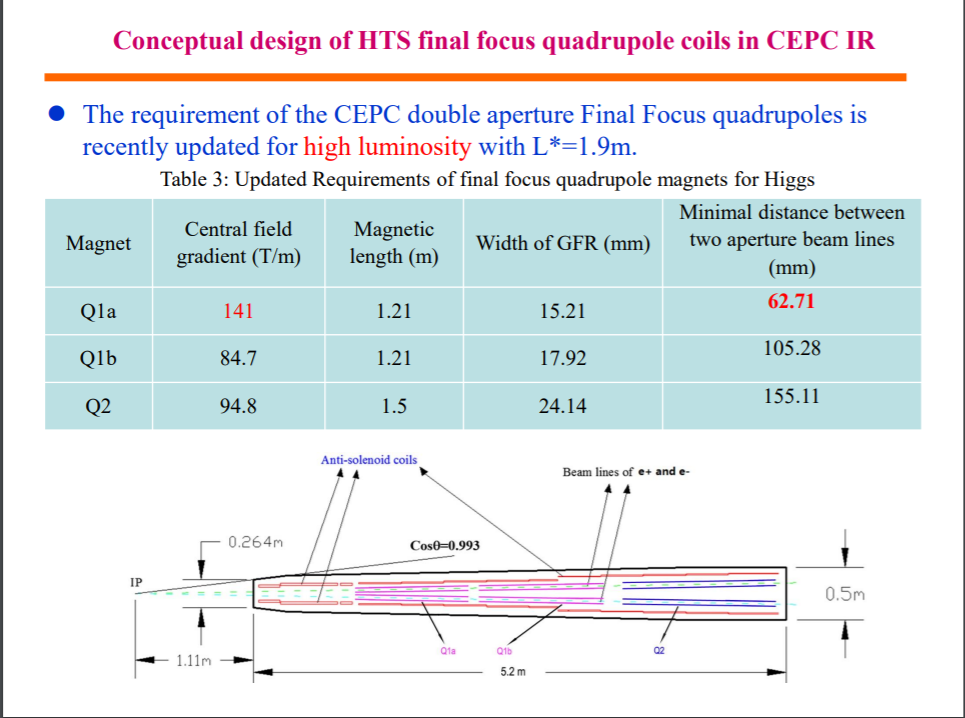 Conceptual design of HTS final focus quadrupole coils in CEPC IR
● The requirement of the CEPC double aperture Final Focus quadrupoles is
recently updated for high luminosity with L*=1.9m.
Table 3: Updated Requirements of final focus quadrupole magnets for Higgs
Magnet
Central field
gradient (T/m)
Magnetic
length (m)
Width of GFR (mm)
Minimal distance between
two aperture beam lines
(mm)
Q1a 141 1.21 15.21 62.71
Q1b 84.7 1.21 17.92 105.28
Q2 94.8 1.5 24.14 155.11
Anti-solenoid coils
Beam lines of e+ and e-
0.264m
Cosθ=0.993
IP
0.5m
1.11m
Q1a
Q1b
Q2
5.2 m